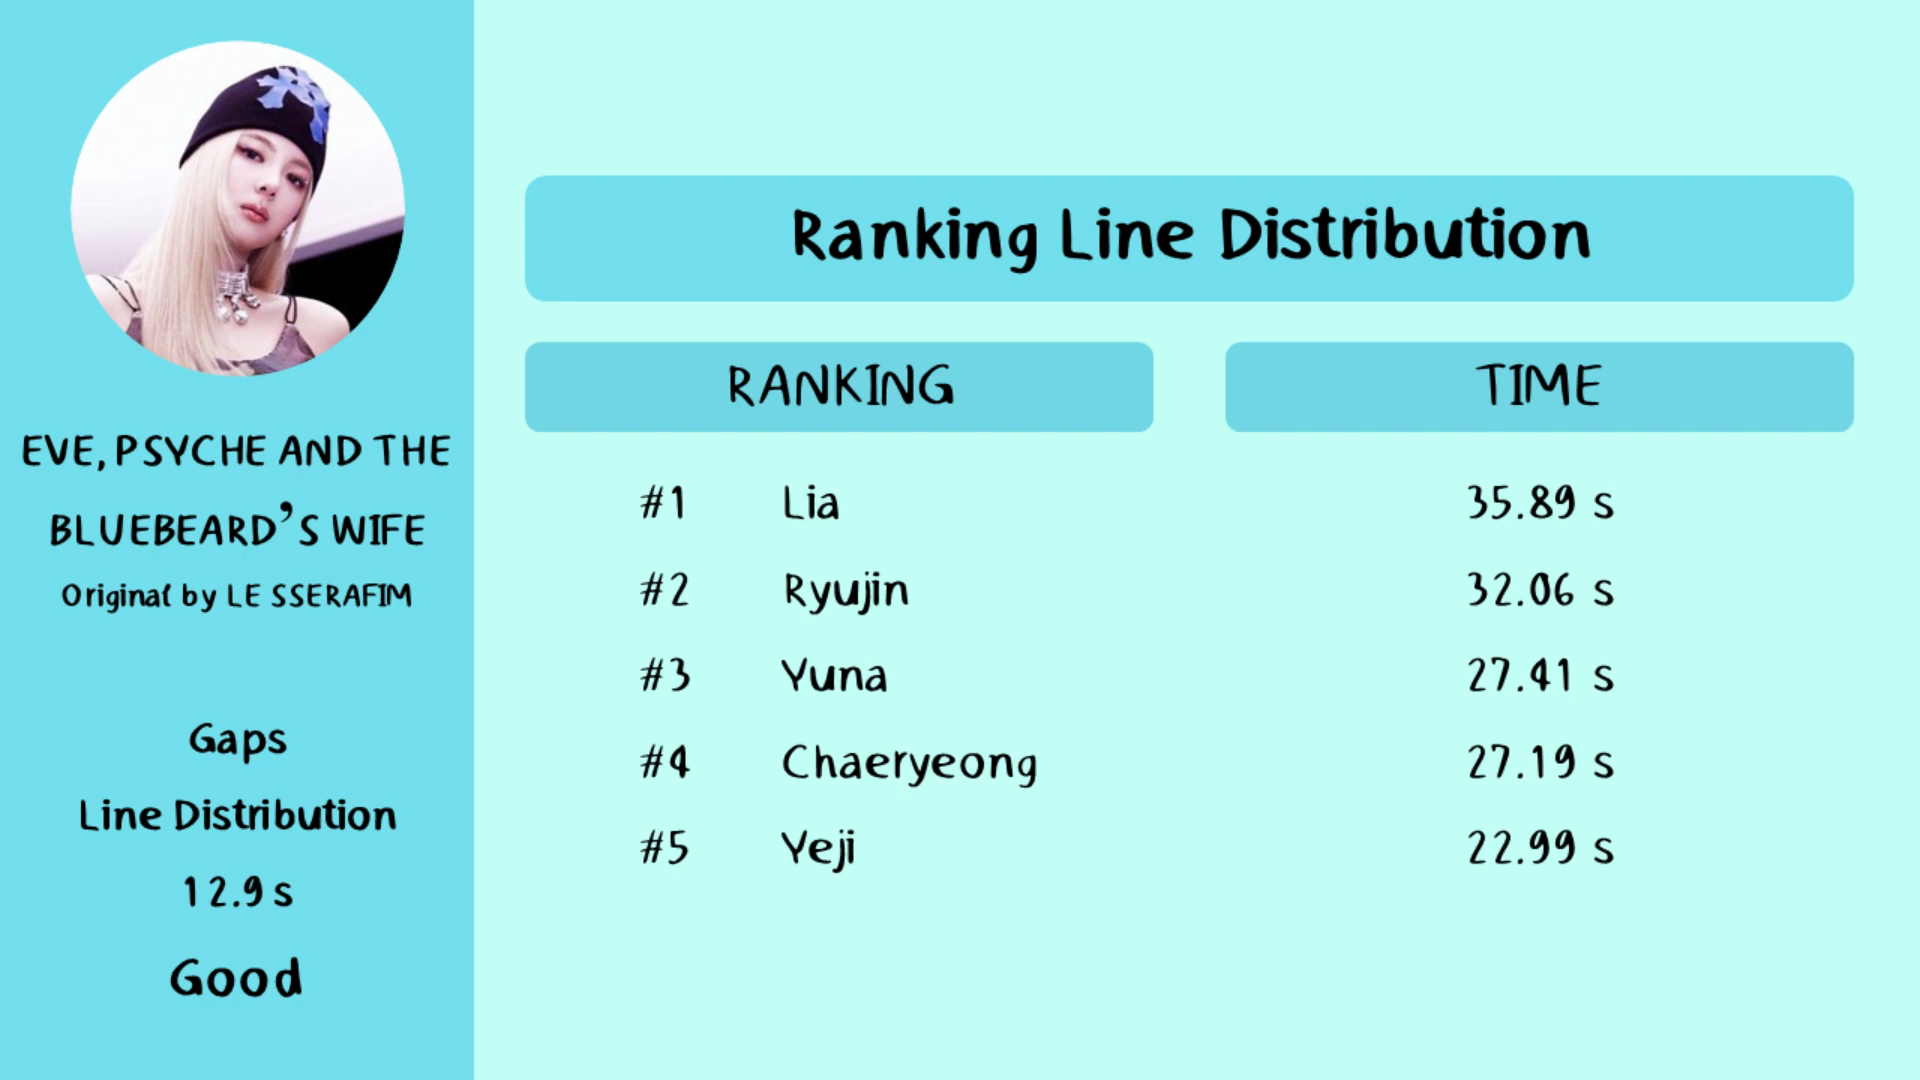 EVE, PSYCHE AND THE
BLUEBEARD'S WIFE
Original by LE SSERAFIM
Gaps
Line Distribution
12.9 s
Good
Ranking Line Distribution
RANKING TIME
#1 Lia 35.89 s
#2 Ryujin 32.06 s
#3 Yuna 27.41 s
#4 Chaeryeong 27.19 s
#5 Yeji 22.99 s